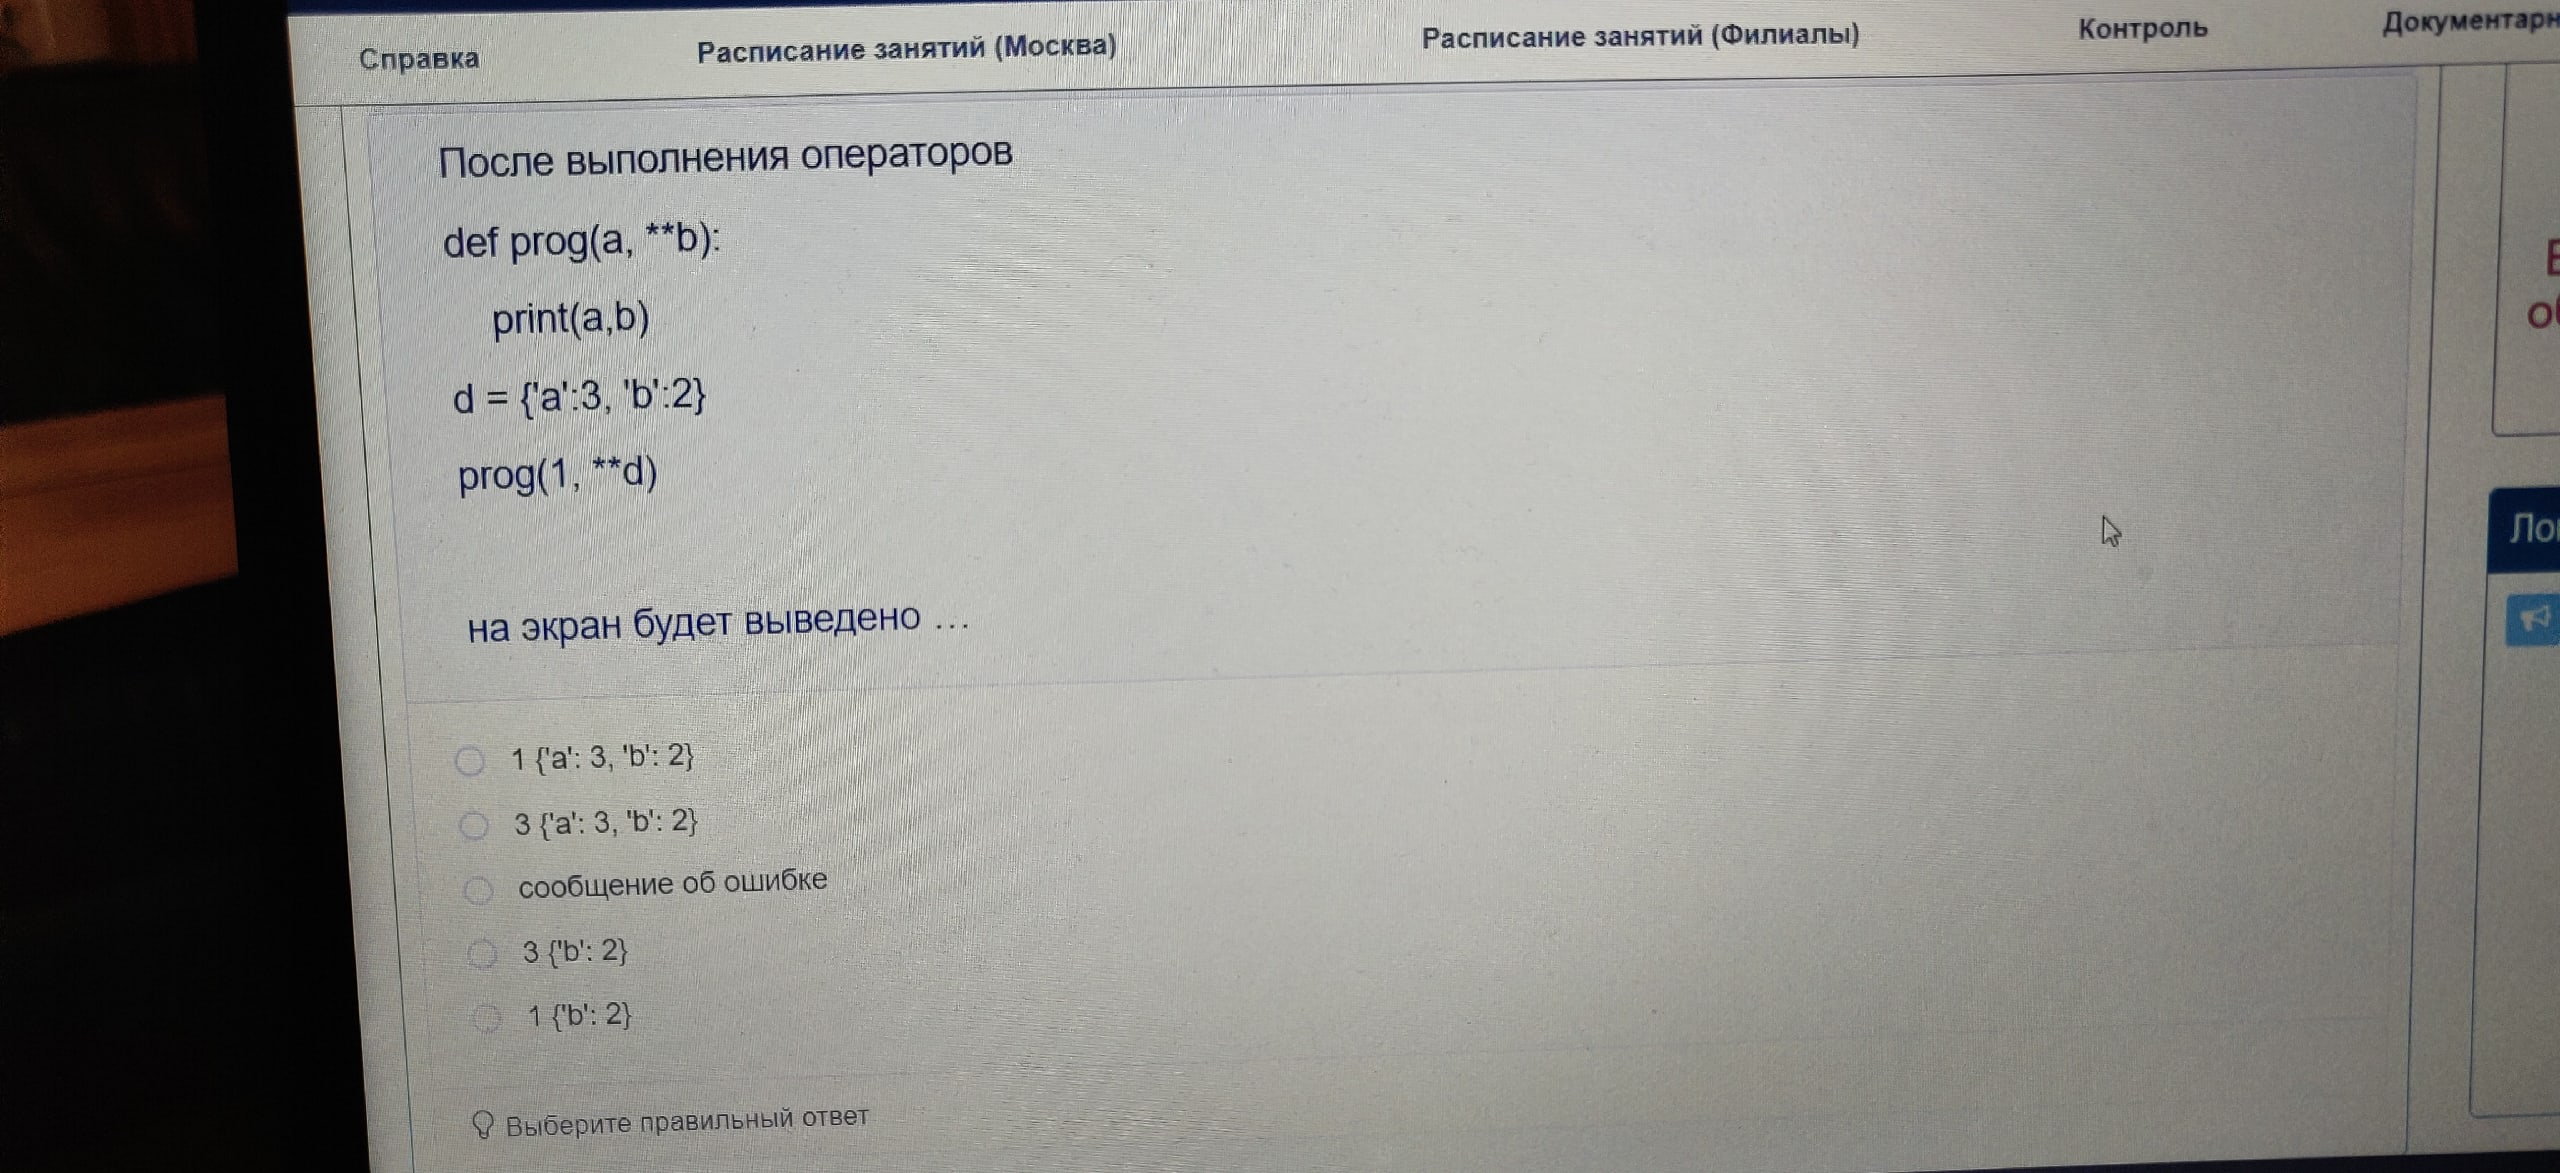 Справка Расписание занятий (Москва) Расписание занятий (Филиалы) Контроль
После выполнения операторов
def prog(a, **b):
print(a,b)
d = {'a':3, 'b':2}
prog(1, **d)
на экран будет выведено ...
1 {'a': 3, 'b': 2}
3 {'a': 3, 'b': 2}
сообщение об ошибке
3 {'b': 2}
1 {'b': 2}
Выберите правильный ответ